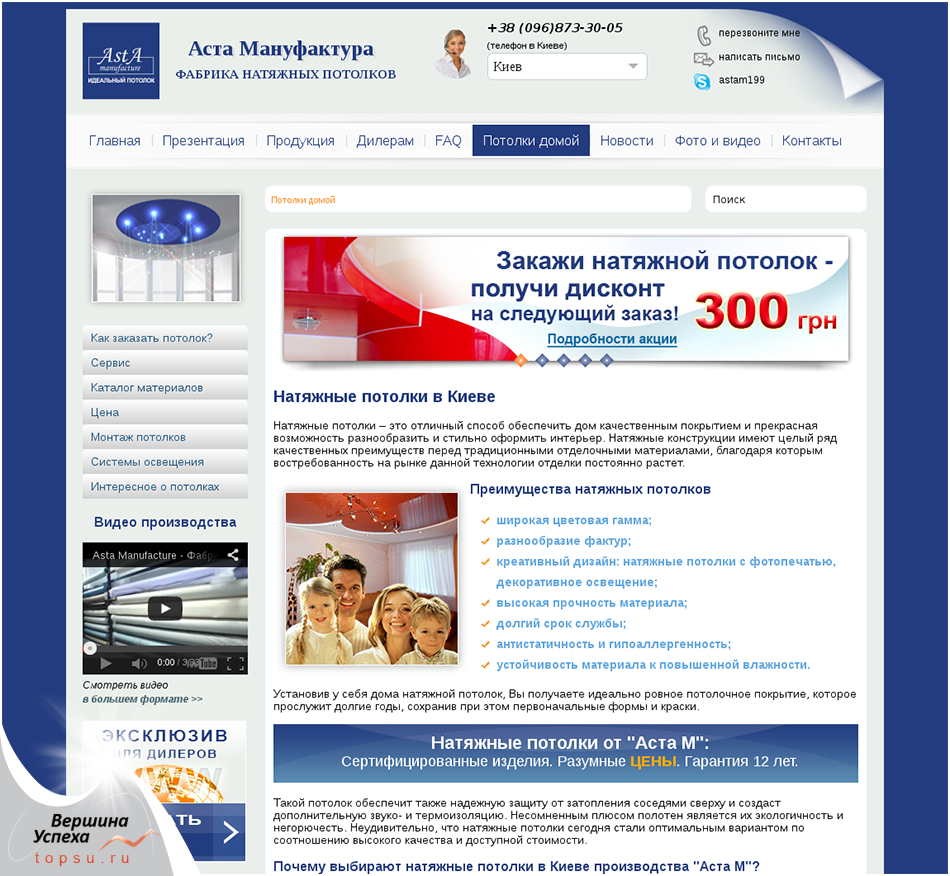 AstA
manufacture
ИДЕАЛЬНЫЙ ПОТОЛОК
Аста Мануфактура
ФАБРИКА НАТЯЖНЫХ ПОТОЛКОВ
+38 (096)873-30-05
(телефон в Киеве)
Киев
перезвоните мне
написать письмо
astam199
Главная Презентация Продукция Дилерам FAQ Потолки домой Новости Фото и видео Контакты
Потолки домой
Поиск
Закажи натяжной потолок -
получи дисконт
на следующий заказ!
300 грн
Подробности акции
Как заказать потолок?
Сервис
Каталог материалов
Цена
Монтаж потолков
Системы освещения
Интересное о потолках
Видео производства
Asta Manufacture - Фабри
0:00
YouTube
Смотреть видео
в большем формате >>
ЭКСКЛЮЗИВ
ДЛЯ ДИЛЕРОВ
Натяжные потолки в Киеве
Натяжные потолки – это отличный способ обеспечить дом качественным покрытием и прекрасная
возможность разнообразить и стильно оформить интерьер. Натяжные конструкции имеют целый ряд
качественных преимуществ перед традиционными отделочными материалами, благодаря которым
востребованность на рынке данной технологии отделки постоянно растет.
Преимущества натяжных потолков
широкая цветовая гамма;
разнообразие фактур;
креативный дизайн: натяжные потолки с фотопечатью,
декоративное освещение;
высокая прочность материала;
долгий срок службы;
антистатичность и гипоаллергенность;
устойчивость материала к повышенной влажности.
Установив у себя дома натяжной потолок, Вы получаете идеально ровное потолочное покрытие, которое
прослужит долгие годы, сохранив при этом первоначальные формы и краски.
Натяжные потолки от "Аста М":
Сертифицированные изделия. Разумные ЦЕНЫ. Гарантия 12 лет.
Такой потолок обеспечит также надежную защиту от затопления соседями сверху и создаст
дополнительную звуко- и термоизоляцию. Несомненным плюсом полотен является их экологичность и
негорючесть. Неудивительно, что натяжные потолки сегодня стали оптимальным вариантом по
соотношению высокого качества и доступной стоимости.
Почему выбирают натяжные потолки в Киеве производства "Аста М"?
Вершина
Успеха
topsu.ru